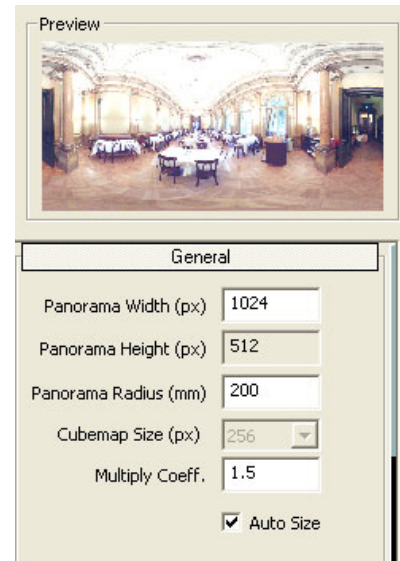 Preview
General
Panorama Width (px) 1024
Panorama Height (px) 512
Panorama Radius (mm) 200
Cubemap Size (px) 256
Multiply Coeff. 1.5
Auto Size